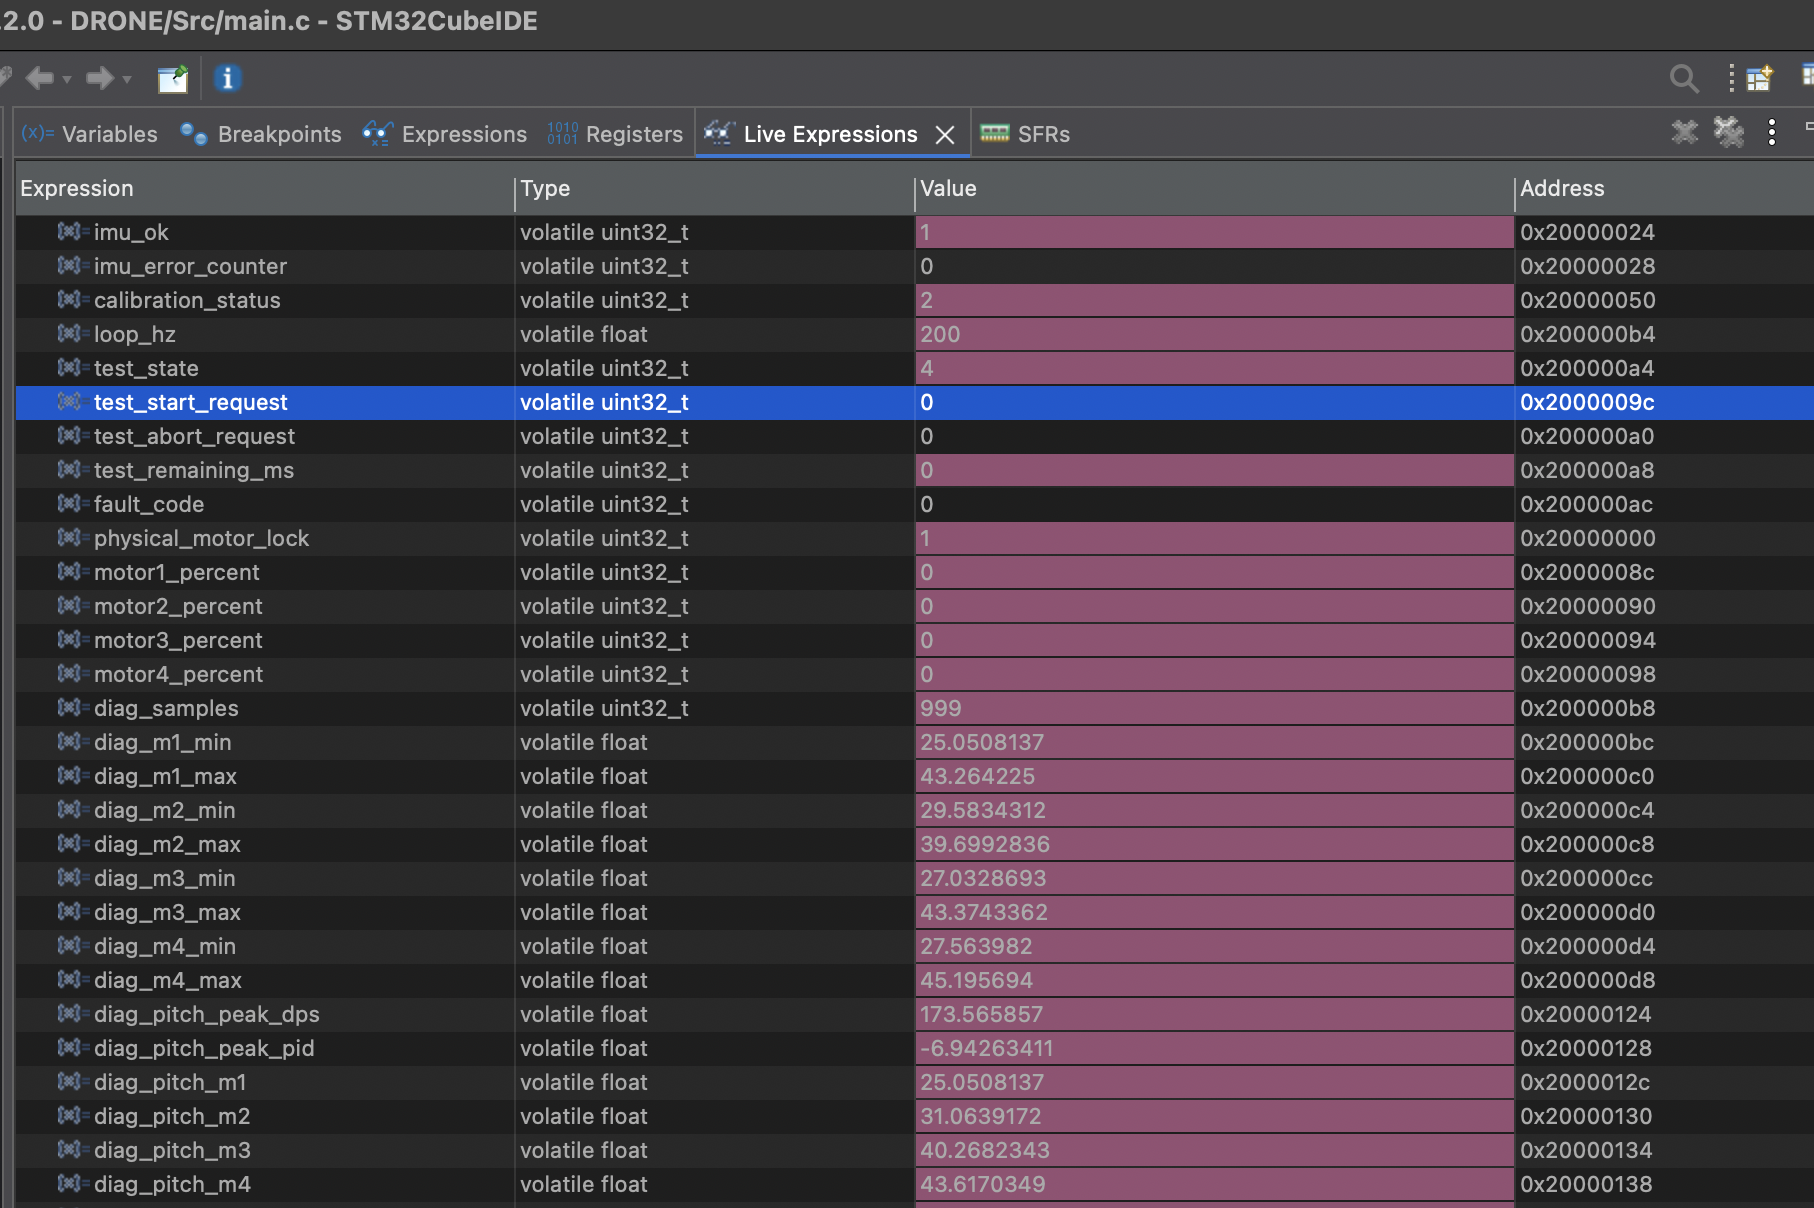 .2.0 - DRONE/Src/main.c - STM32CubeIDE
(x)= Variables Breakpoints Expressions 1010 0101 Registers Live Expressions SFRs
Expression Type Value Address
imu_ok volatile uint32_t 1 0x20000024
imu_error_counter volatile uint32_t 0 0x20000028
calibration_status volatile uint32_t 2 0x20000050
loop_hz volatile float 200 0x200000b4
test_state volatile uint32_t 4 0x200000a4
test_start_request volatile uint32_t 0 0x2000009c
test_abort_request volatile uint32_t 0 0x200000a0
test_remaining_ms volatile uint32_t 0 0x200000a8
fault_code volatile uint32_t 0 0x200000ac
physical_motor_lock volatile uint32_t 1 0x20000000
motor1_percent volatile uint32_t 0 0x2000008c
motor2_percent volatile uint32_t 0 0x20000090
motor3_percent volatile uint32_t 0 0x20000094
motor4_percent volatile uint32_t 0 0x20000098
diag_samples volatile uint32_t 999 0x200000b8
diag_m1_min volatile float 25.0508137 0x200000bc
diag_m1_max volatile float 43.264225 0x200000c0
diag_m2_min volatile float 29.5834312 0x200000c4
diag_m2_max volatile float 39.6992836 0x200000c8
diag_m3_min volatile float 27.0328693 0x200000cc
diag_m3_max volatile float 43.3743362 0x200000d0
diag_m4_min volatile float 27.563982 0x200000d4
diag_m4_max volatile float 45.195694 0x200000d8
diag_pitch_peak_dps volatile float 173.565857 0x20000124
diag_pitch_peak_pid volatile float -6.94263411 0x20000128
diag_pitch_m1 volatile float 25.0508137 0x2000012c
diag_pitch_m2 volatile float 31.0639172 0x20000130
diag_pitch_m3 volatile float 40.2682343 0x20000134
diag_pitch_m4 volatile float 43.6170349 0x20000138